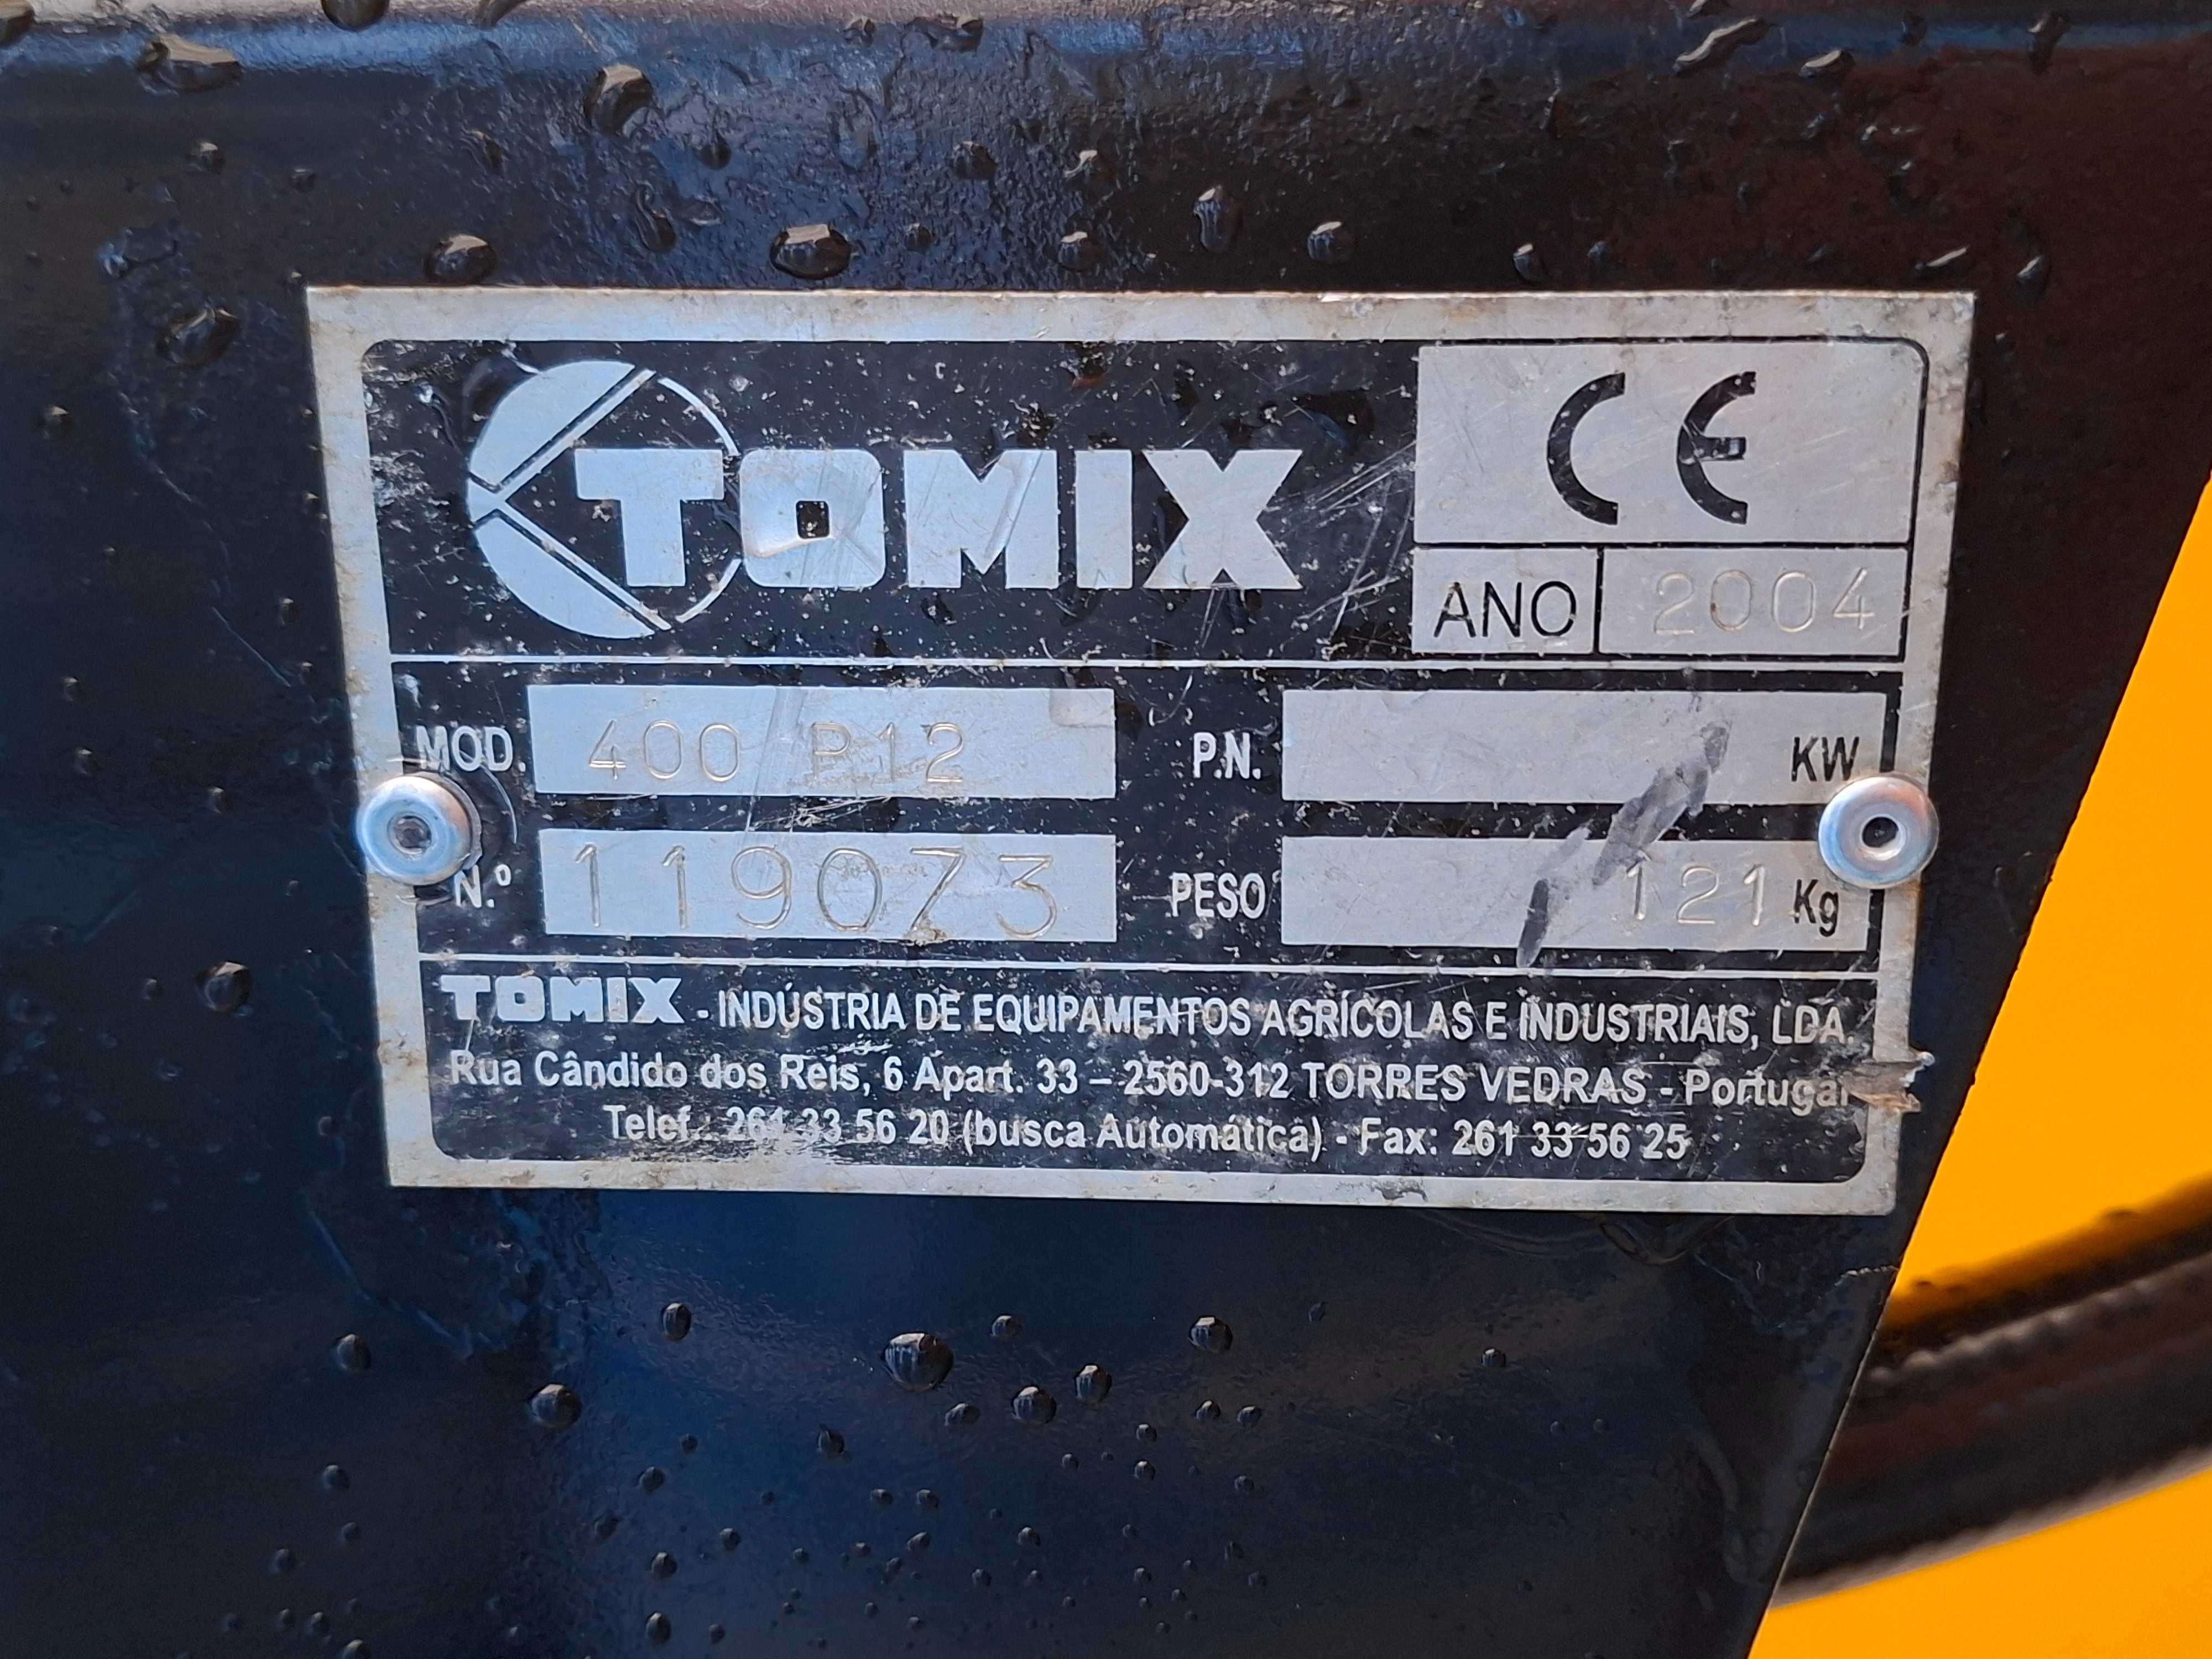 TOMIX
CE
ANO 2004
MOD. 400 P12 P.N. KW
N.º 119073 PESO 121 Kg
TOMIX - INDÚSTRIA DE EQUIPAMENTOS AGRÍCOLAS E INDUSTRIAIS, LDA.
Rua Cândido dos Reis, 6 Apart. 33 – 2560-312 TORRES VEDRAS - Portugal
Telef.: 261 33 56 20 (busca Automática) - Fax: 261 33 56 25